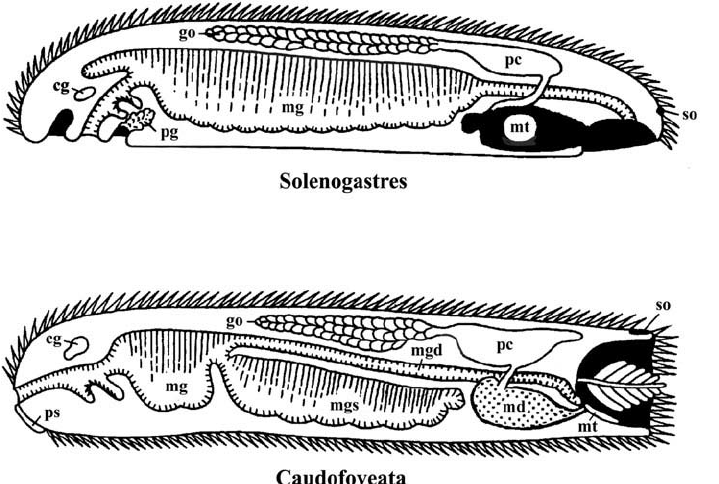 go
pc
cg
mg
so
mt
pg
Solenogastres
so
go
cg
pc
mgd
mg
mgs
md
ps
mt
Caudofoveata